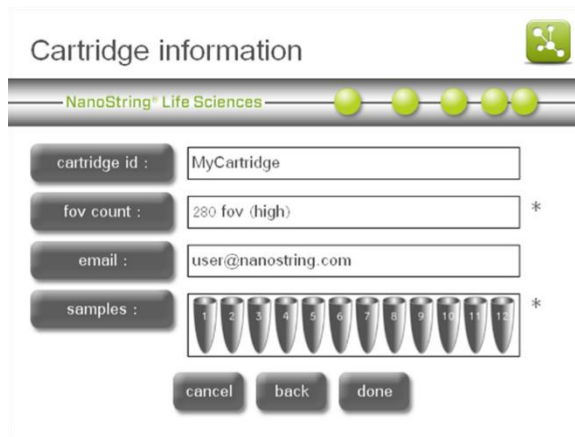 Cartridge information
NanoString® Life Sciences
cartridge id : MyCartridge
fov count : 280 fov (high) *
email : user@nanostring.com
samples : 1 2 3 4 5 6 7 8 9 10 11 12 *
cancel back done